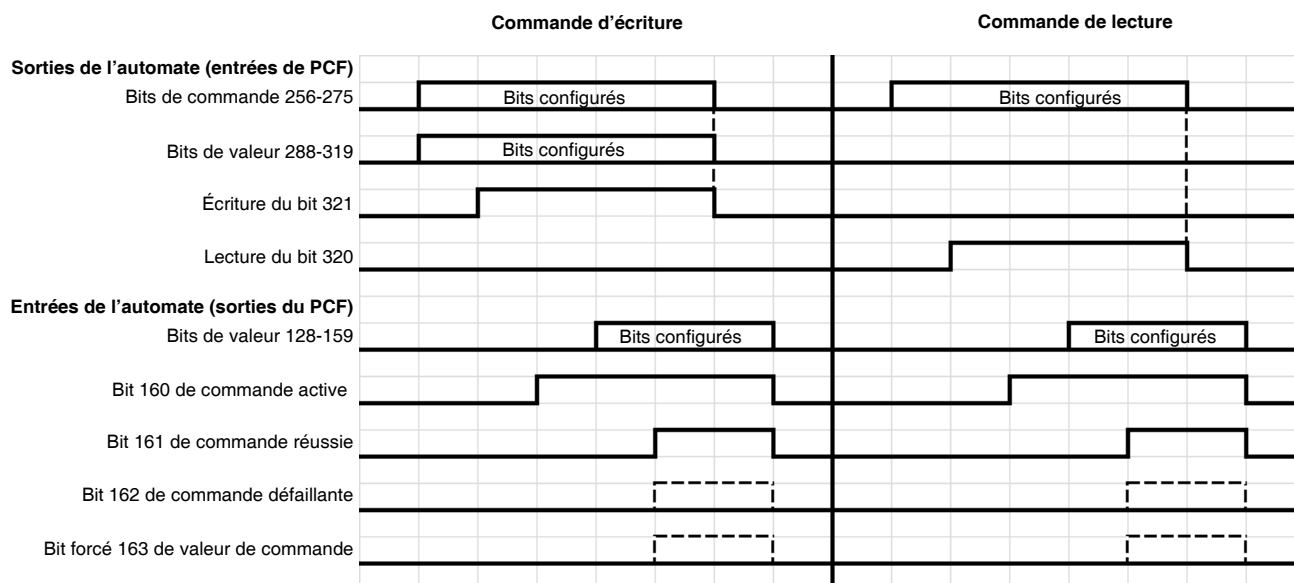 Commande d’écriture
Commande de lecture
Sorties de l’automate (entrées de PCF)
Bits de commande 256-275
Bits configurés
Bits configurés
Bits de valeur 288-319
Bits configurés
Écriture du bit 321
Lecture du bit 320
Entrées de l’automate (sorties du PCF)
Bits de valeur 128-159
Bits configurés
Bits configurés
Bit 160 de commande active
Bit 161 de commande réussie
Bit 162 de commande défaillante
Bit forcé 163 de valeur de commande